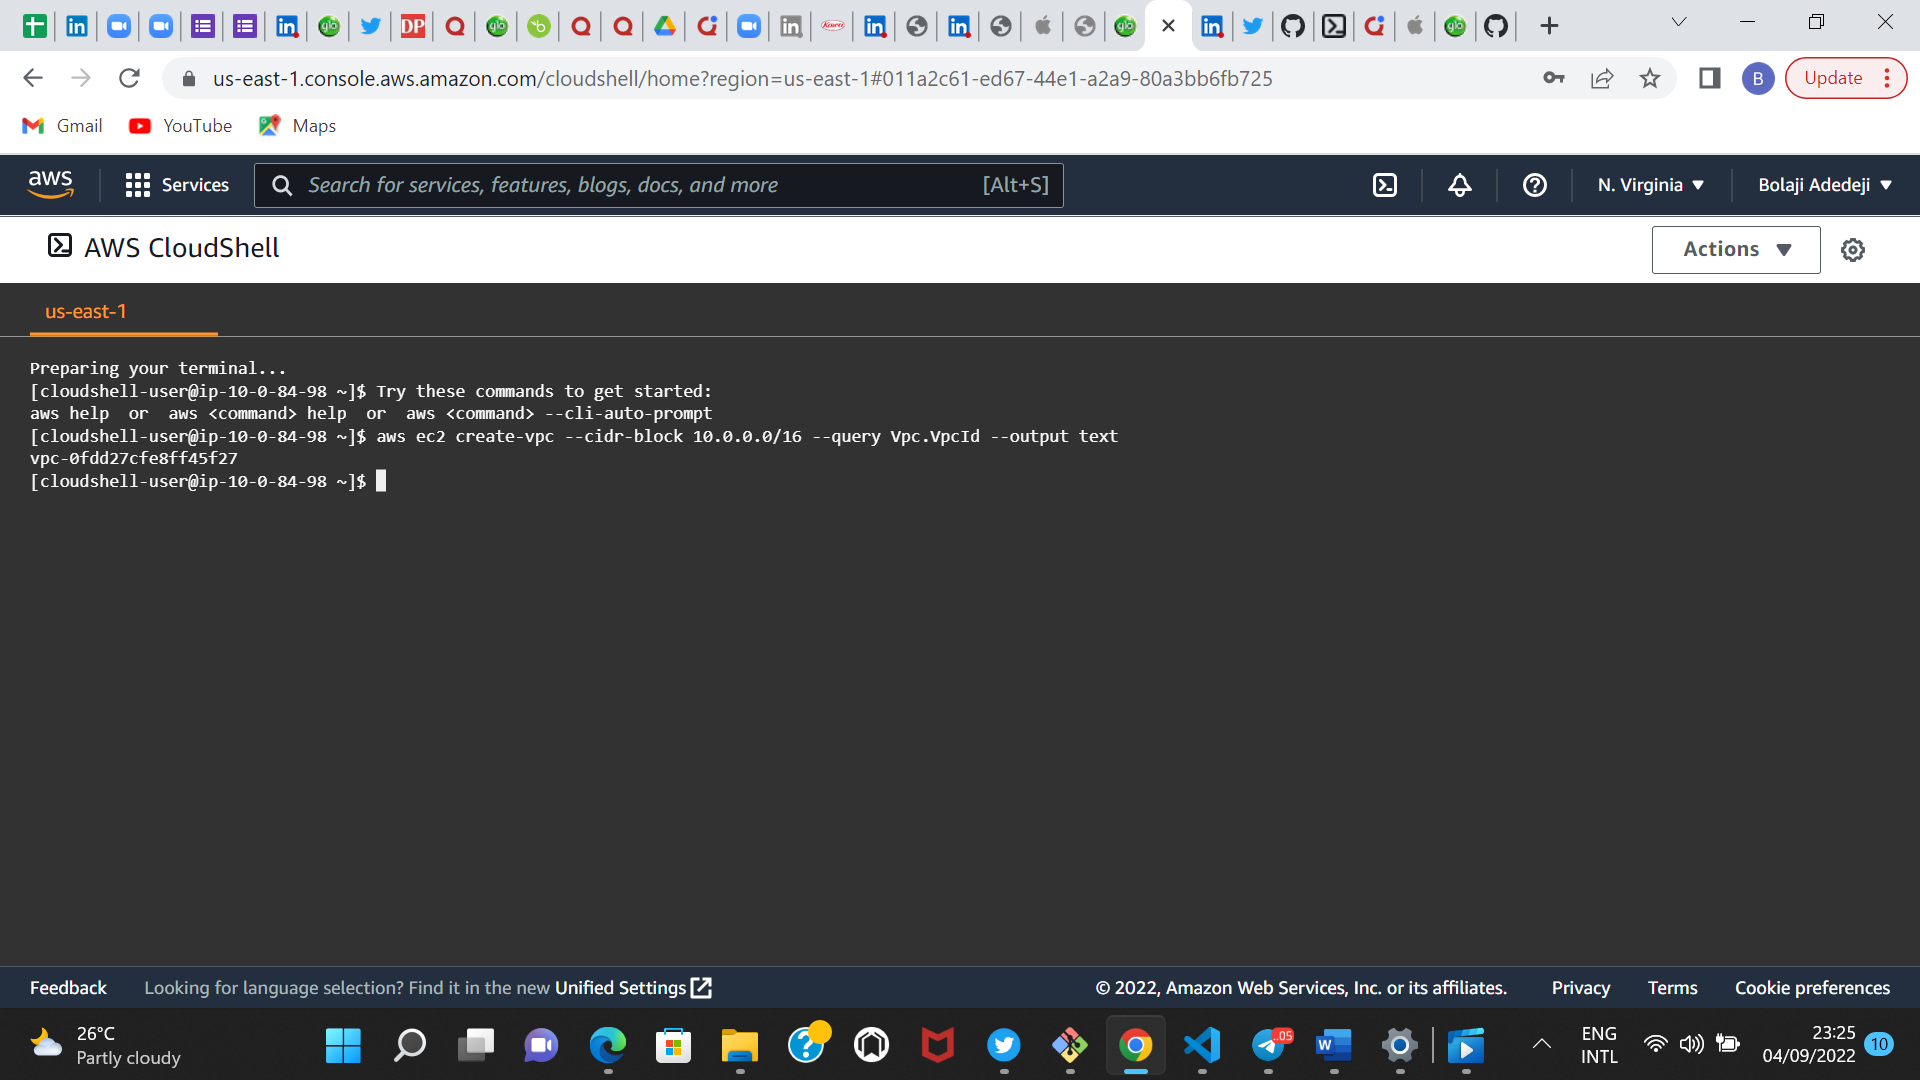 us-east-1.console.aws.amazon.com/cloudshell/home?region=us-east-1#011a2c61-ed67-44e1-a2a9-80a3bb6fb725
B
Update
Gmail
YouTube
Maps
aws
Services
Search for services, features, blogs, docs, and more
[Alt+S]
N. Virginia
Bolaji Adedeji
AWS CloudShell
Actions
us-east-1
Preparing your terminal...
[cloudshell-user@ip-10-0-84-98 ~]$ Try these commands to get started:
aws help  or  aws <command> help  or  aws <command> --cli-auto-prompt
[cloudshell-user@ip-10-0-84-98 ~]$ aws ec2 create-vpc --cidr-block 10.0.0.0/16 --query Vpc.VpcId --output text
vpc-0fdd27cfe8ff45f27
[cloudshell-user@ip-10-0-84-98 ~]$
Feedback
Looking for language selection? Find it in the new Unified Settings
© 2022, Amazon Web Services, Inc. or its affiliates.
Privacy
Terms
Cookie preferences
26°C
Partly cloudy
ENG
INTL
23:25
04/09/2022
10